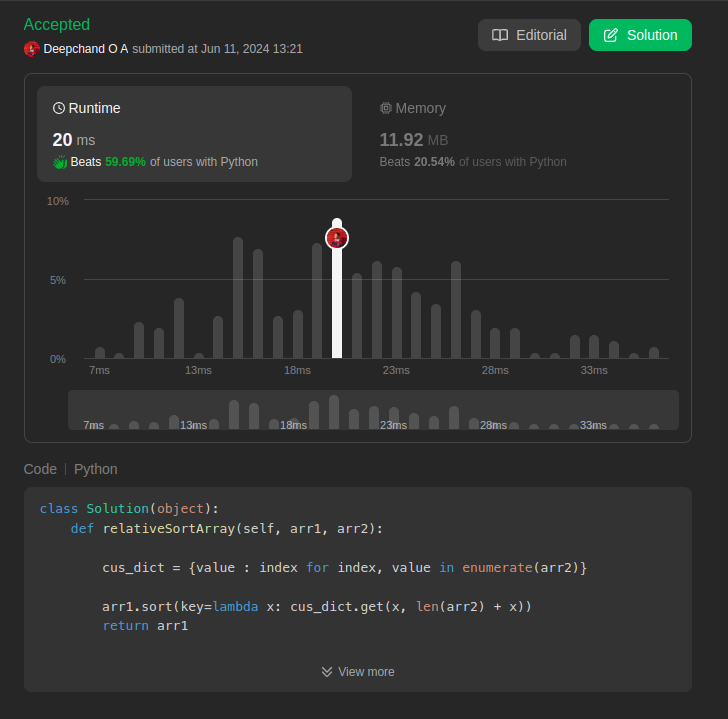 Accepted
Deepchand O A submitted at Jun 11, 2024 13:21
Editorial
Solution
Runtime
20 ms
Beats 59.69% of users with Python
Memory
11.92 MB
Beats 20.54% of users with Python
10%
5%
0%
7ms 13ms 18ms 23ms 28ms 33ms
7ms 13ms 18ms 23ms 28ms 33ms
Code | Python
class Solution(object):
    def relativeSortArray(self, arr1, arr2):
        cus_dict = {value : index for index, value in enumerate(arr2)}
        arr1.sort(key=lambda x: cus_dict.get(x, len(arr2) + x))
        return arr1
View more